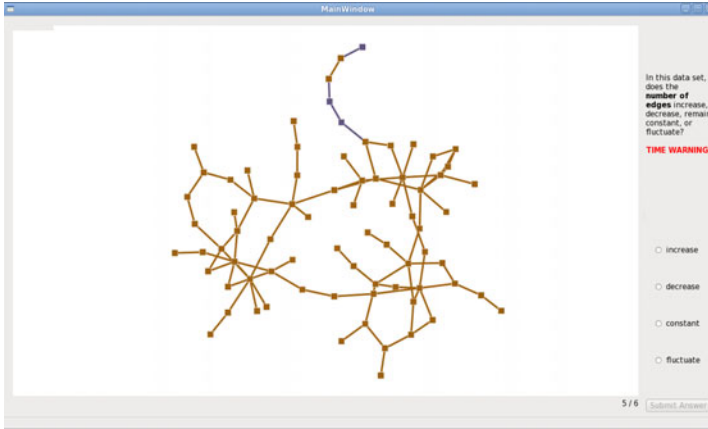 MainWindow
In this data set,
does the
number of
edges increase,
decrease, remain
constant, or
fluctuate?
TIME WARNING
increase
decrease
constant
fluctuate
5 / 6
Submit Answer